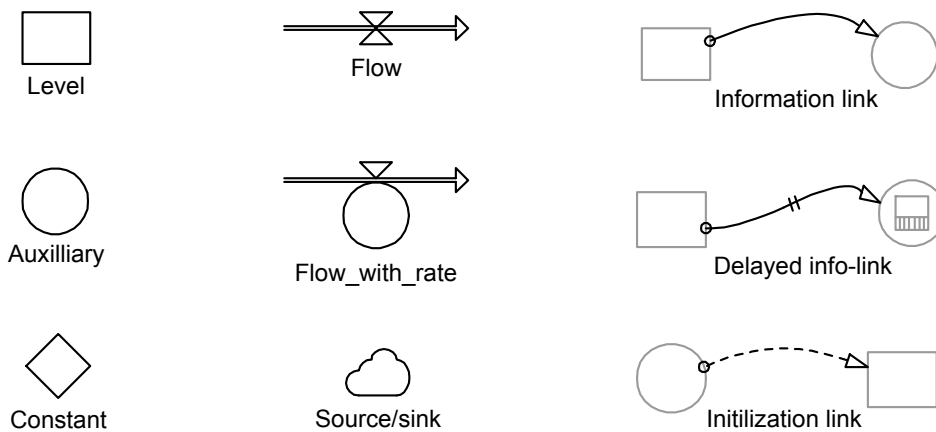 Level
Flow
Information link
Auxilliary
Flow_with_rate
Delayed info-link
Constant
Source/sink
Initilization link